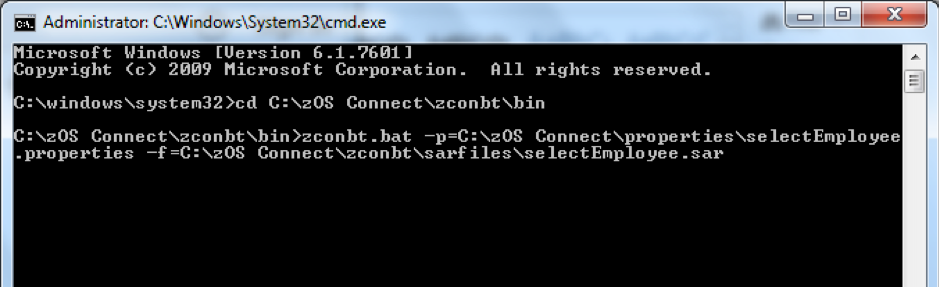 Administrator: C:\Windows\System32\cmd.exe
Microsoft Windows [Version 6.1.7601]
Copyright (c) 2009 Microsoft Corporation.  All rights reserved.
C:\windows\system32>cd C:\zOS Connect\zconbt\bin
C:\zOS Connect\zconbt\bin>zconbt.bat -p=C:\zOS Connect\properties\selectEmployee
.properties -f=C:\zOS Connect\zconbt\sarfiles\selectEmployee.sar